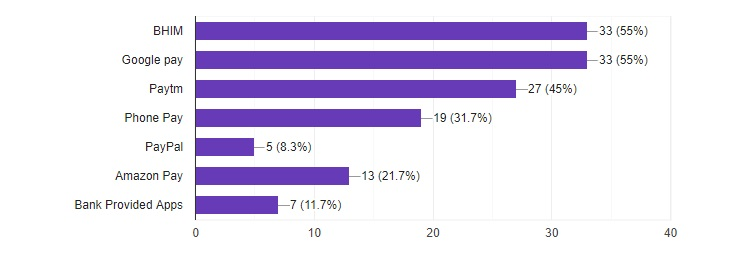 BHIM 33 (55%)
Google pay 33 (55%)
Paytm 27 (45%)
Phone Pay 19 (31.7%)
PayPal 5 (8.3%)
Amazon Pay 13 (21.7%)
Bank Provided Apps 7 (11.7%)
0 10 20 30 40